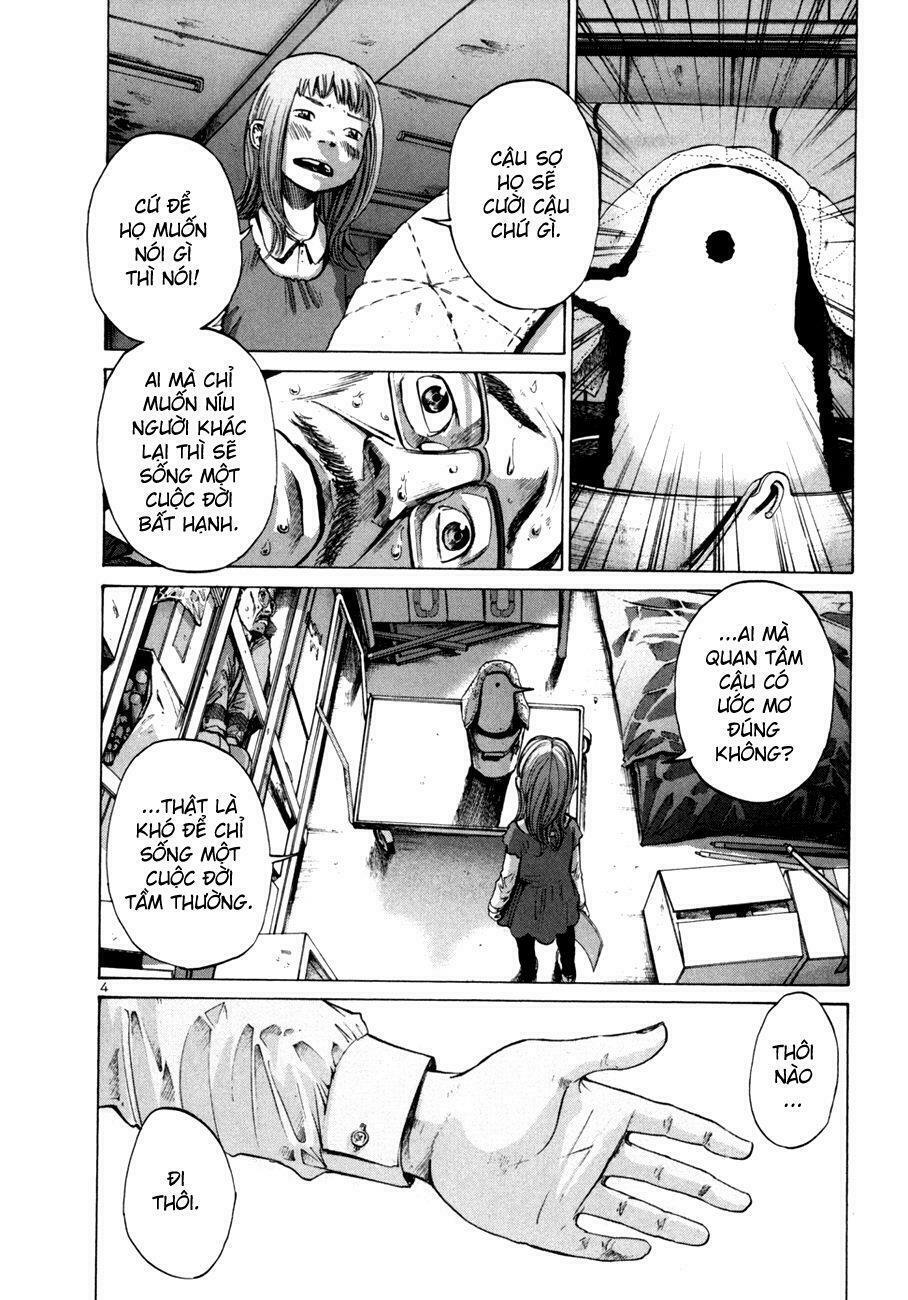 CẬU SỢ
HỌ SẼ
CƯỜI CẬU
CHỨ GÌ.
CỨ ĐỂ
HỌ MUỐN
NÓI GÌ
THÌ NÓI!
AI MÀ CHỈ
MUỐN NÍU
NGƯỜI KHÁC
LẠI THÌ SẼ
SỐNG MỘT
CUỘC ĐỜI
BẤT HẠNH.
...AI MÀ
QUAN TÂM
CẬU CÓ
ƯỚC MƠ
ĐÚNG
KHÔNG?
...THẬT LÀ
KHÓ ĐỂ CHỈ
SỐNG MỘT
CUỘC ĐỜI
TẦM THƯỜNG.
4
THÔI
NÀO
...
ĐI
THÔI.